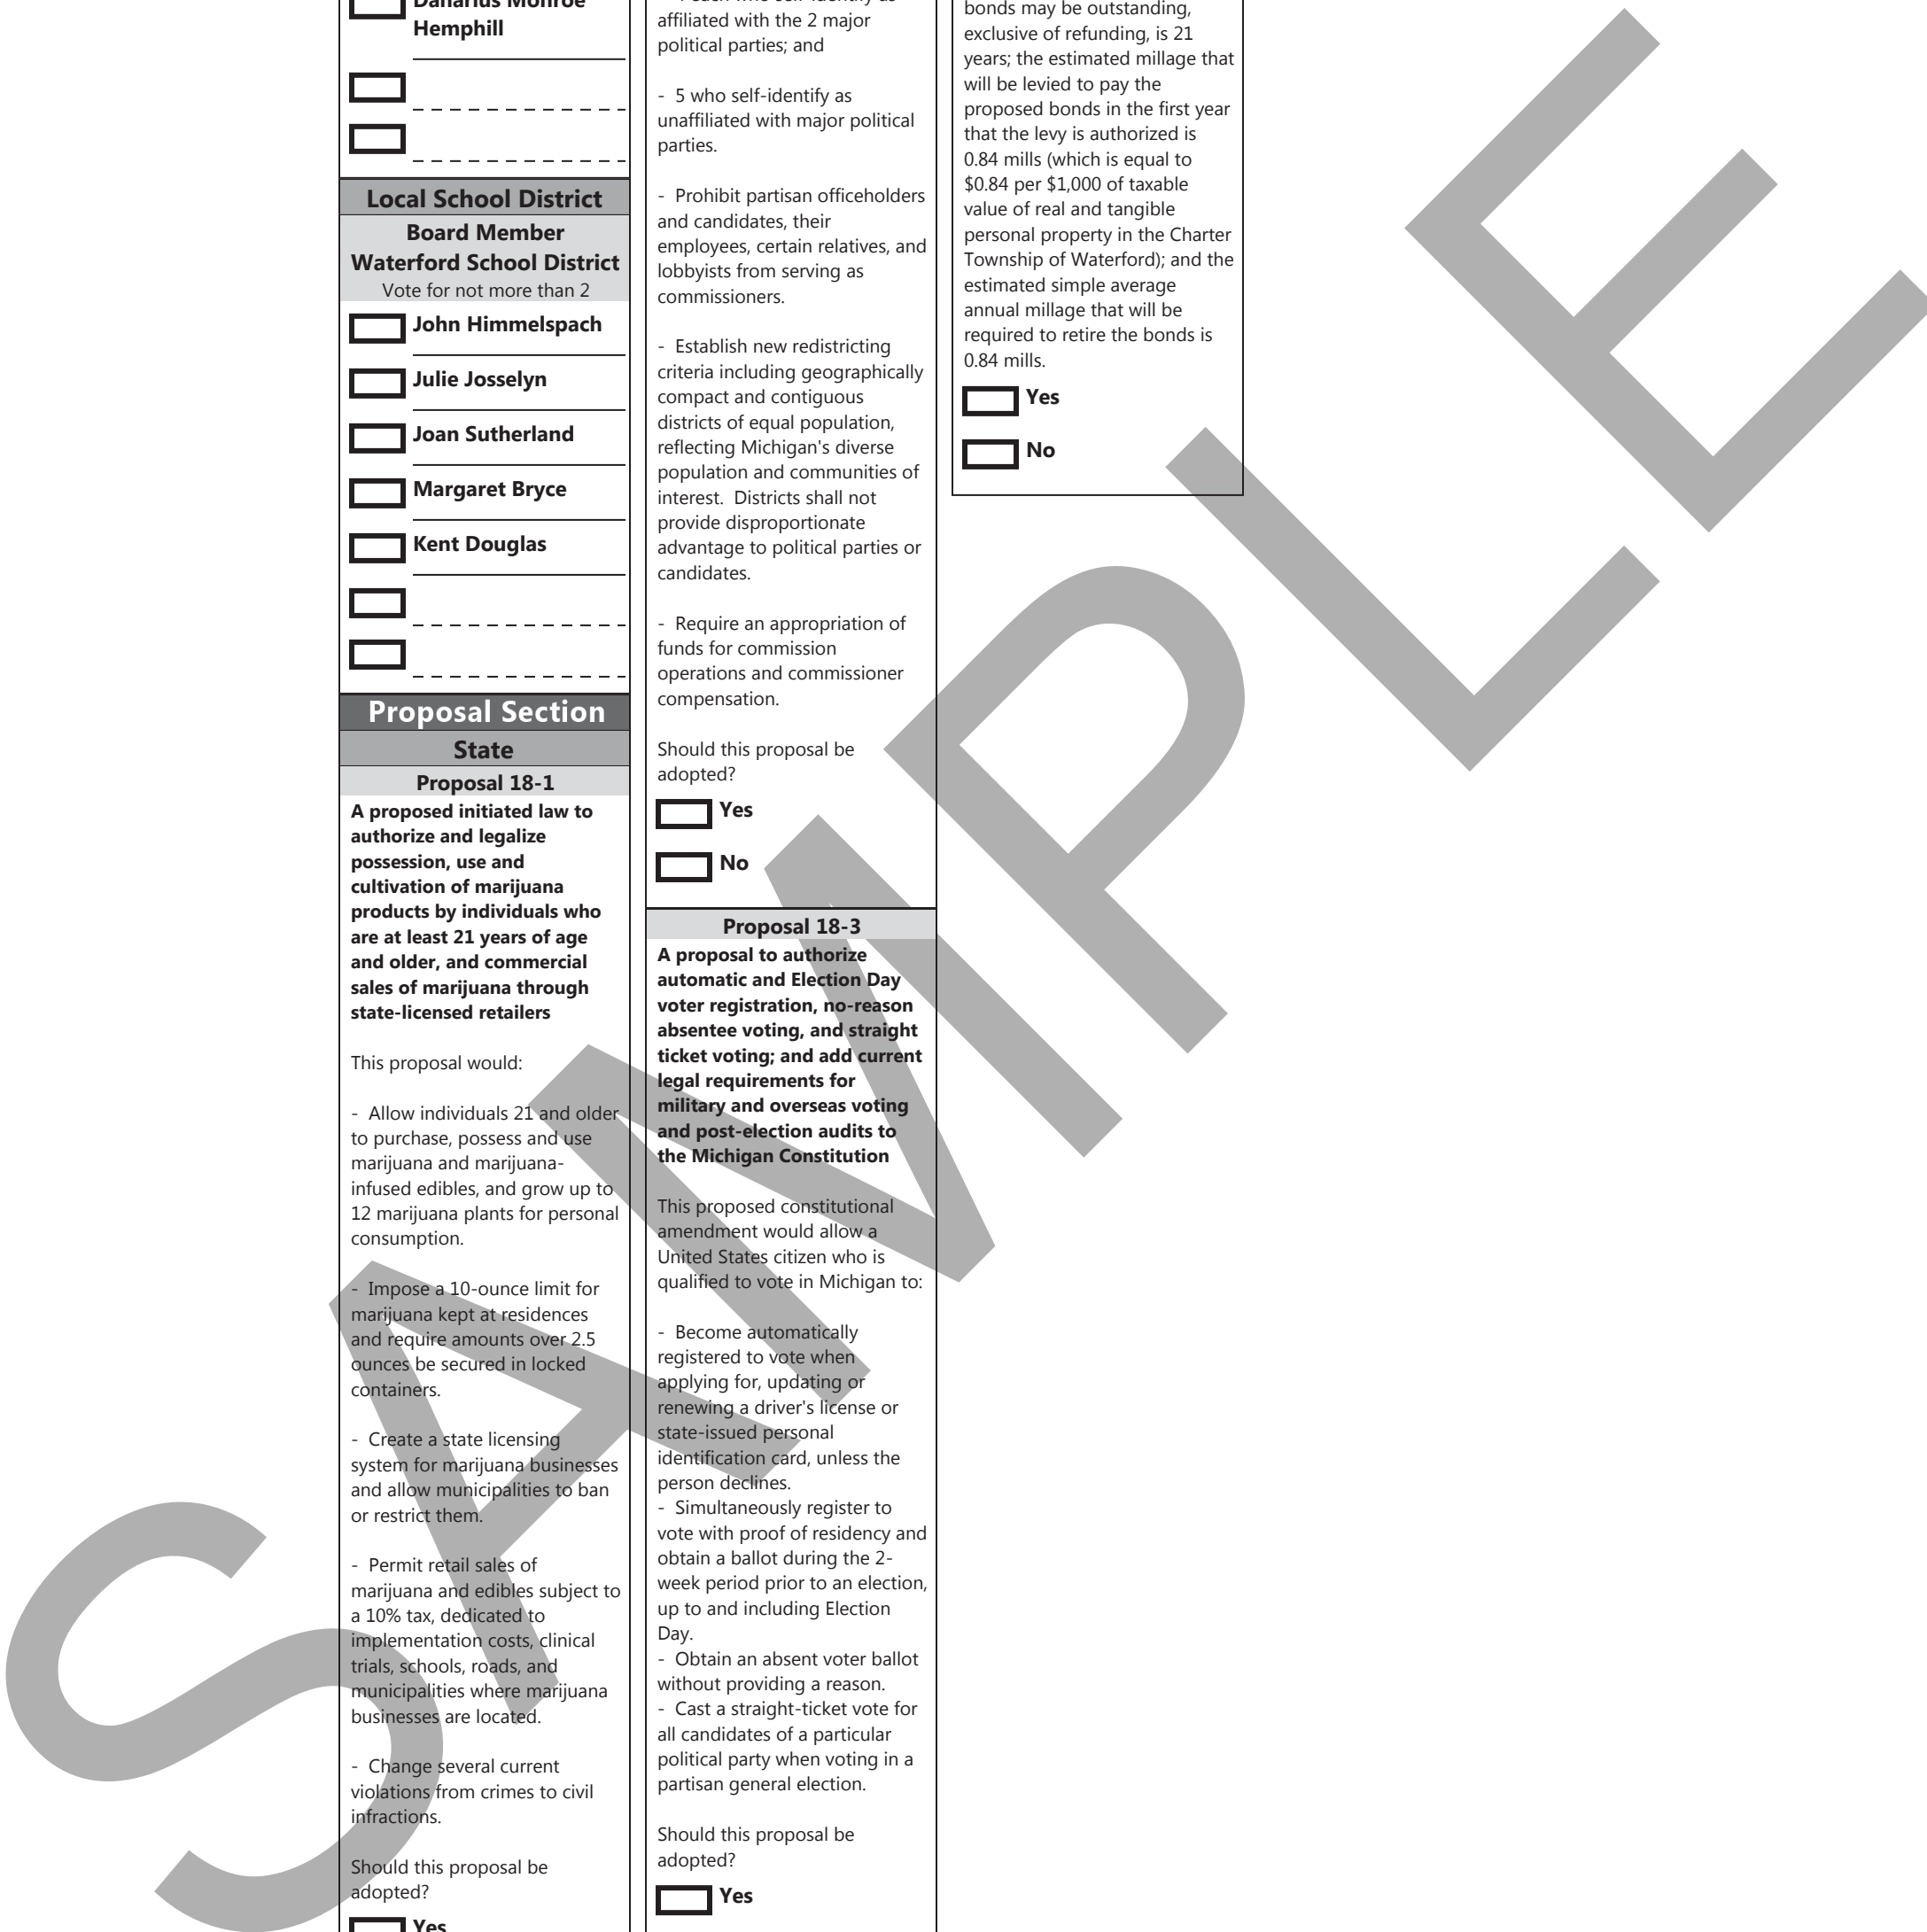 Hemphill
Local School District
Board Member
Waterford School District
Vote for not more than 2
John Himmelspach
Julie Josselyn
Joan Sutherland
Margaret Bryce
Kent Douglas
Proposal Section
State
Proposal 18-1
A proposed initiated law to
authorize and legalize
possession, use and
cultivation of marijuana
products by individuals who
are at least 21 years of age
and older, and commercial
sales of marijuana through
state-licensed retailers
This proposal would:
- Allow individuals 21 and older
to purchase, possess and use
marijuana and marijuana-
infused edibles, and grow up to
12 marijuana plants for personal
consumption.
- Impose a 10-ounce limit for
marijuana kept at residences
and require amounts over 2.5
ounces be secured in locked
containers.
- Create a state licensing
system for marijuana businesses
and allow municipalities to ban
or restrict them.
- Permit retail sales of
marijuana and edibles subject to
a 10% tax, dedicated to
implementation costs, clinical
trials, schools, roads, and
municipalities where marijuana
businesses are located.
- Change several current
violations from crimes to civil
infractions.
Should this proposal be
adopted?
Yes
affiliated with the 2 major
political parties; and
- 5 who self-identify as
unaffiliated with major political
parties.
- Prohibit partisan officeholders
and candidates, their
employees, certain relatives, and
lobbyists from serving as
commissioners.
- Establish new redistricting
criteria including geographically
compact and contiguous
districts of equal population,
reflecting Michigan's diverse
population and communities of
interest. Districts shall not
provide disproportionate
advantage to political parties or
candidates.
- Require an appropriation of
funds for commission
operations and commissioner
compensation.
Should this proposal be
adopted?
Yes
No
Proposal 18-3
A proposal to authorize
automatic and Election Day
voter registration, no-reason
absentee voting, and straight
ticket voting; and add current
legal requirements for
military and overseas voting
and post-election audits to
the Michigan Constitution
This proposed constitutional
amendment would allow a
United States citizen who is
qualified to vote in Michigan to:
- Become automatically
registered to vote when
applying for, updating or
renewing a driver's license or
state-issued personal
identification card, unless the
person declines.
- Simultaneously register to
vote with proof of residency and
obtain a ballot during the 2-
week period prior to an election,
up to and including Election
Day.
- Obtain an absent voter ballot
without providing a reason.
- Cast a straight-ticket vote for
all candidates of a particular
political party when voting in a
partisan general election.
Should this proposal be
adopted?
Yes
bonds may be outstanding,
exclusive of refunding, is 21
years; the estimated millage that
will be levied to pay the
proposed bonds in the first year
that the levy is authorized is
0.84 mills (which is equal to
$0.84 per $1,000 of taxable
value of real and tangible
personal property in the Charter
Township of Waterford); and the
estimated simple average
annual millage that will be
required to retire the bonds is
0.84 mills.
Yes
No
SAMPLE